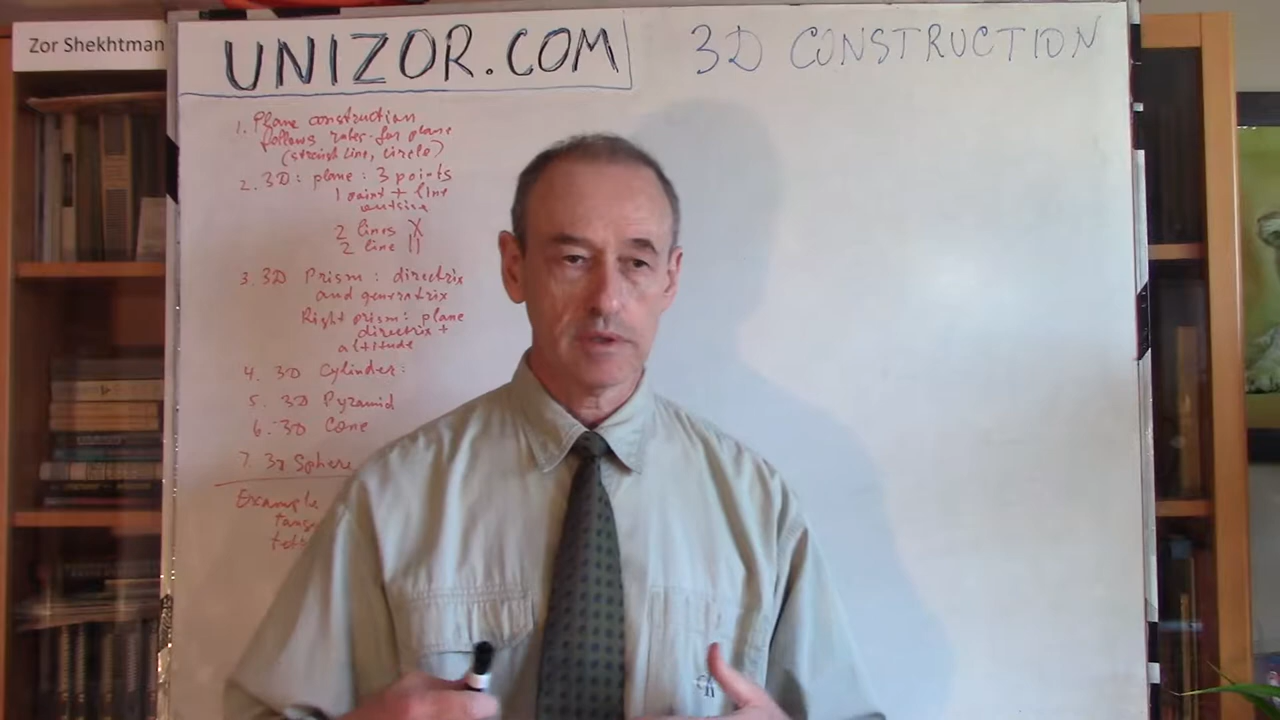 Zor Shekhtman
UNIZOR.COM
3D CONSTRUCTION
1. Plane construction
follows rules for plane
(straight line, circle)
2. 3D: plane: 3 points
1 point + line
outside
2 lines X
2 line ||
3. 3D Prism: directrix
and generatrix
Right prism: plane
directrix +
altitude
4. 3D Cylinder:
5. 3D Pyramid
6. 3D Cone
7. 3D Sphere
Example